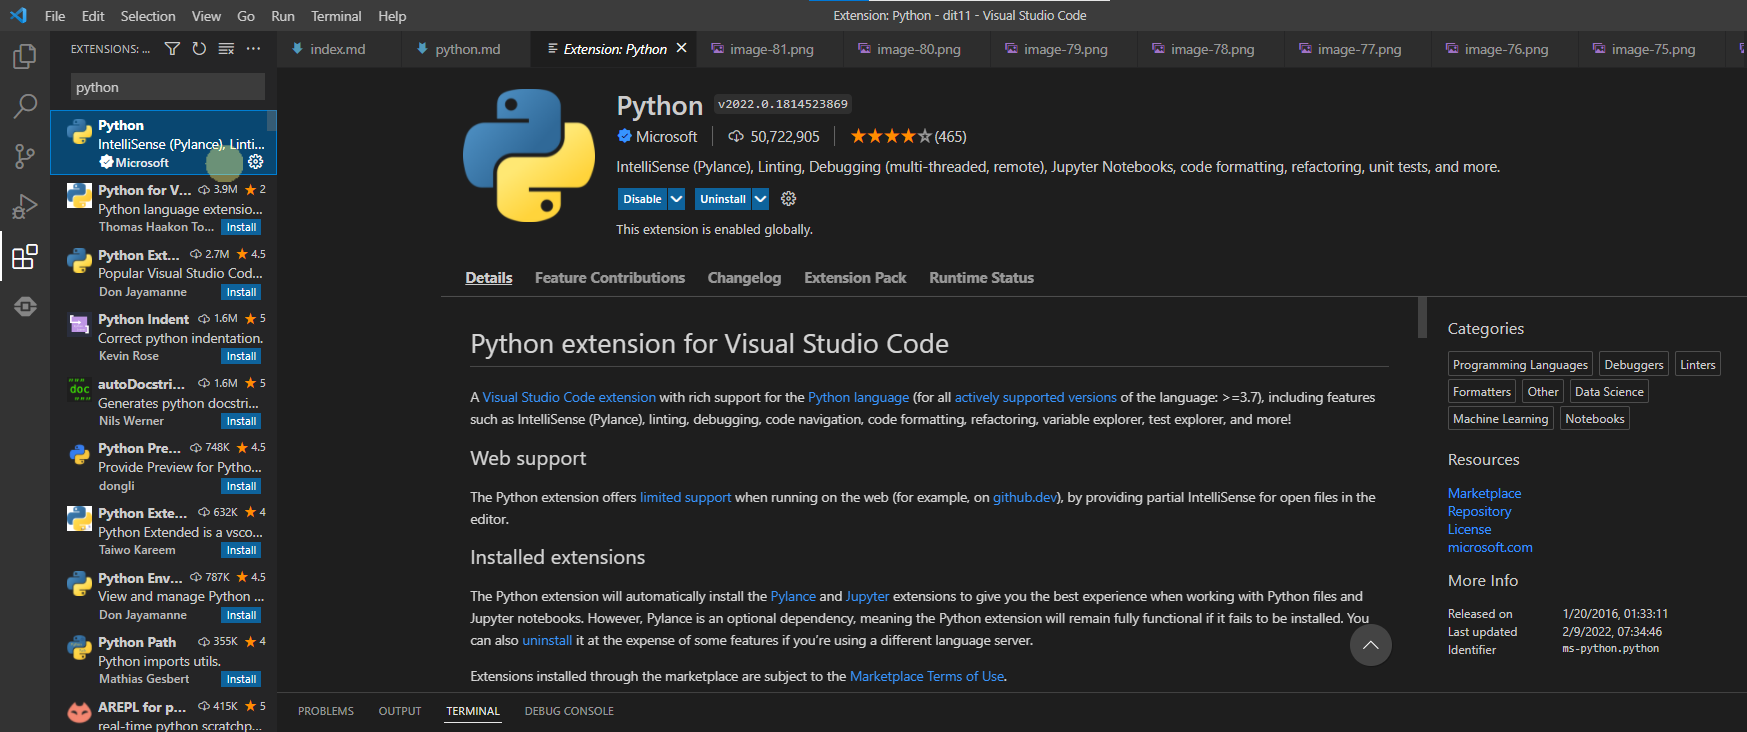 File Edit Selection View Go Run Terminal Help
Extension: Python - dit11 - Visual Studio Code
EXTENSIONS: ...
index.md
python.md
Extension: Python
image-81.png
image-80.png
image-79.png
image-78.png
image-77.png
image-76.png
image-75.png
python
Python
IntelliSense (Pylance), Linti...
Microsoft
Python for V... 3.9M 2
Python language extensio...
Thomas Haakon To... Install
Python Ext... 2.7M 4.5
Popular Visual Studio Cod...
Don Jayamanne Install
Python Indent 1.6M 5
Correct python indentation.
Kevin Rose Install
autoDocstri... 1.6M 5
Generates python docstri...
Nils Werner Install
Python Pre... 748K 4.5
Provide Preview for Pytho...
dongli Install
Python Exte... 632K 4
Python Extended is a vsco...
Taiwo Kareem Install
Python Env... 787K 4.5
View and manage Python ...
Don Jayamanne Install
Python Path 355K 4
Python imports utils.
Mathias Gesbert Install
AREPL for p... 415K 5
real-time python scratchp...
Python v2022.0.1814523869
Microsoft 50,722,905 (465)
IntelliSense (Pylance), Linting, Debugging (multi-threaded, remote), Jupyter Notebooks, code formatting, refactoring, unit tests, and more.
Disable Uninstall
This extension is enabled globally.
Details Feature Contributions Changelog Extension Pack Runtime Status
Python extension for Visual Studio Code
A Visual Studio Code extension with rich support for the Python language (for all actively supported versions of the language: >=3.7), including features
such as IntelliSense (Pylance), linting, debugging, code navigation, code formatting, refactoring, variable explorer, test explorer, and more!
Web support
The Python extension offers limited support when running on the web (for example, on github.dev), by providing partial IntelliSense for open files in the
editor.
Installed extensions
The Python extension will automatically install the Pylance and Jupyter extensions to give you the best experience when working with Python files and
Jupyter notebooks. However, Pylance is an optional dependency, meaning the Python extension will remain fully functional if it fails to be installed. You
can also uninstall it at the expense of some features if you're using a different language server.
Extensions installed through the marketplace are subject to the Marketplace Terms of Use.
Categories
Programming Languages Debuggers Linters
Formatters Other Data Science
Machine Learning Notebooks
Resources
Marketplace
Repository
License
microsoft.com
More Info
Released on 1/20/2016, 01:33:11
Last updated 2/9/2022, 07:34:46
Identifier ms-python.python
PROBLEMS OUTPUT TERMINAL DEBUG CONSOLE